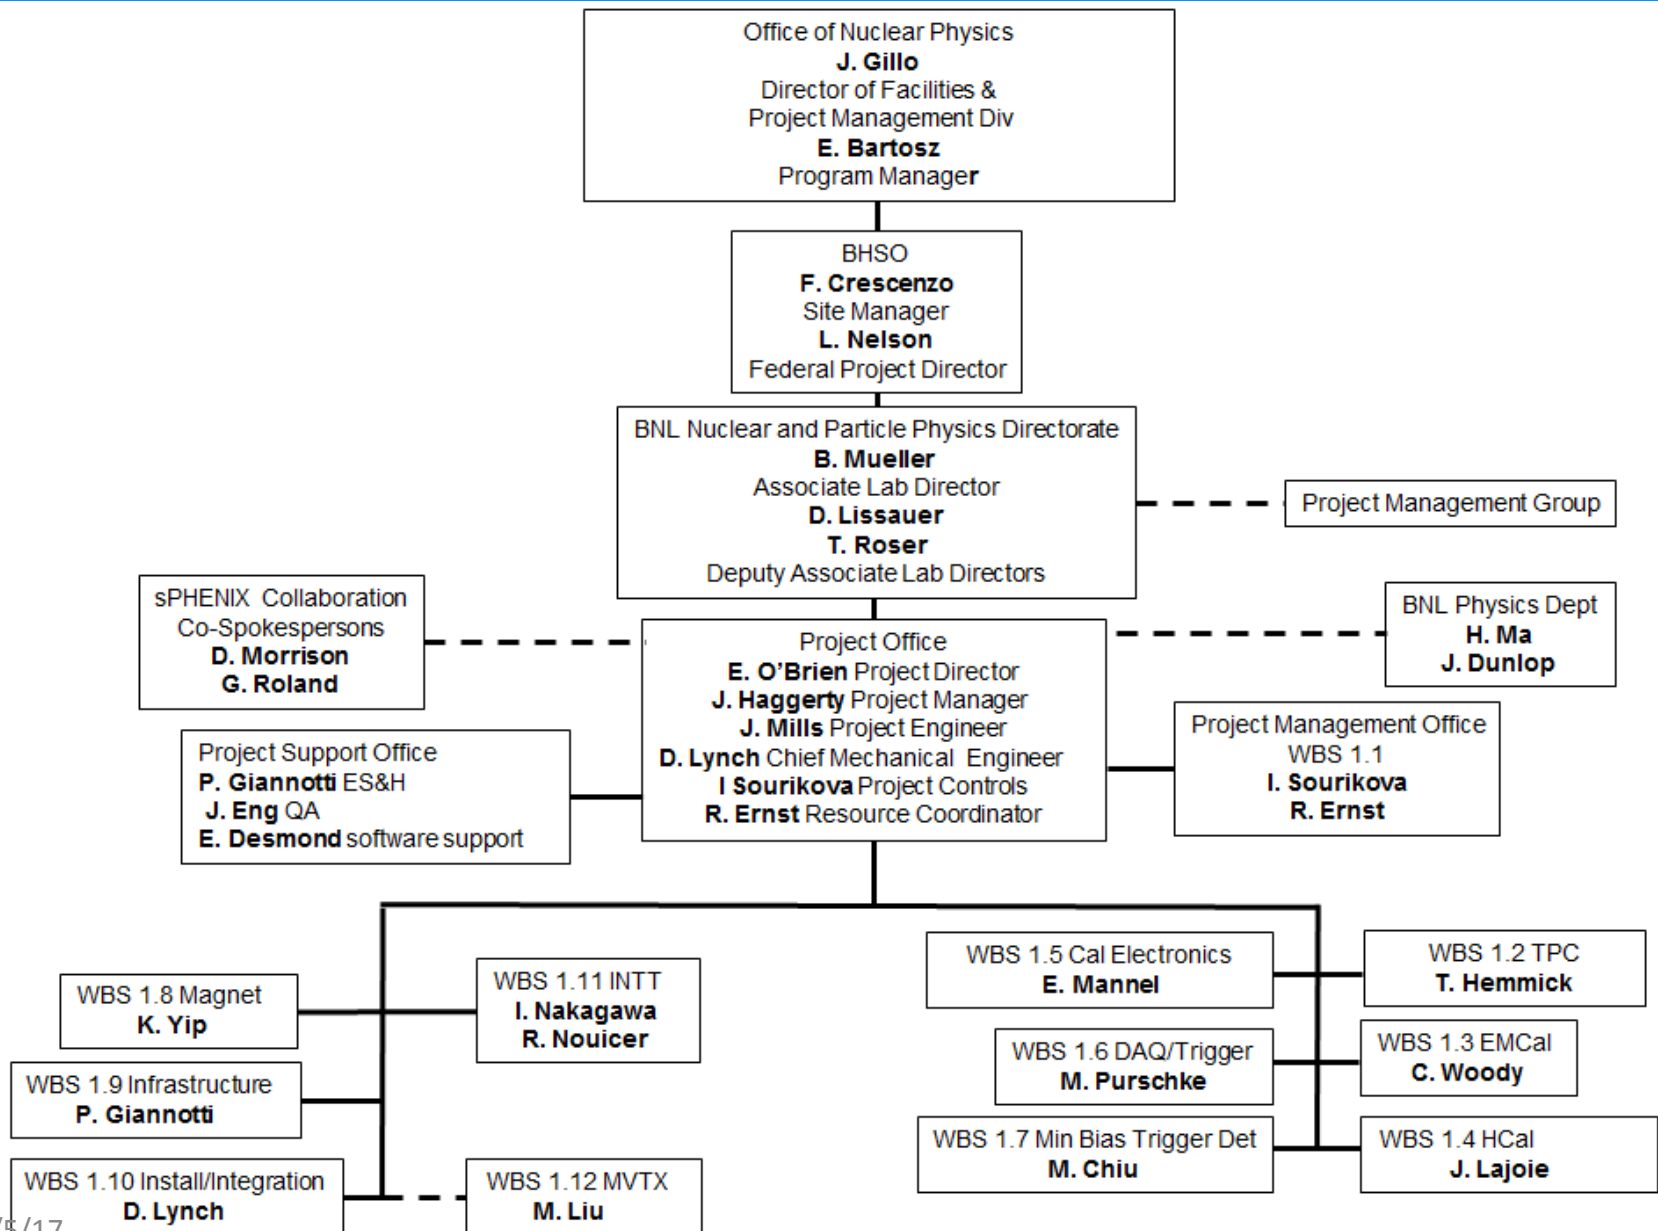 Office of Nuclear Physics
J. Gillo
Director of Facilities &
Project Management Div
E. Bartosz
Program Manager
BHSO
F. Crescenzo
Site Manager
L. Nelson
Federal Project Director
BNL Nuclear and Particle Physics Directorate
B. Mueller
Associate Lab Director
D. Lissauer
T. Roser
Deputy Associate Lab Directors
Project Management Group
sPHENIX Collaboration
Co-Spokespersons
D. Morrison
G. Roland
BNL Physics Dept
H. Ma
J. Dunlop
Project Office
E. O'Brien Project Director
J. Haggerty Project Manager
J. Mills Project Engineer
D. Lynch Chief Mechanical Engineer
I Sourikova Project Controls
R. Ernst Resource Coordinator
Project Support Office
P. Giannotti ES&H
J. Eng QA
E. Desmond software support
Project Management Office
WBS 1.1
I. Sourikova
R. Ernst
WBS 1.8 Magnet
K. Yip
WBS 1.11 INTT
I. Nakagawa
R. Nouicer
WBS 1.9 Infrastructure
P. Giannotti
WBS 1.10 Install/Integration
D. Lynch
WBS 1.12 MVTX
M. Liu
WBS 1.5 Cal Electronics
E. Mannel
WBS 1.2 TPC
T. Hemmick
WBS 1.6 DAQ/Trigger
M. Purschke
WBS 1.3 EMCal
C. Woody
WBS 1.7 Min Bias Trigger Det
M. Chiu
WBS 1.4 HCal
J. Lajoie